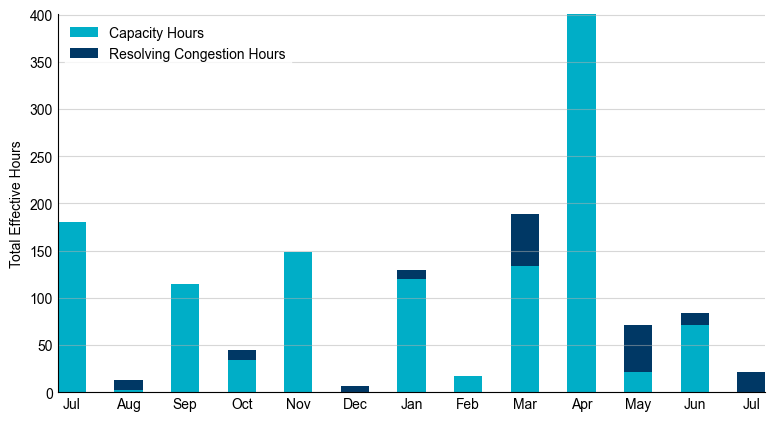 Capacity Hours
Resolving Congestion Hours
Total Effective Hours
400
350
300
250
200
150
100
50
0
Jul Aug Sep Oct Nov Dec Jan Feb Mar Apr May Jun Jul